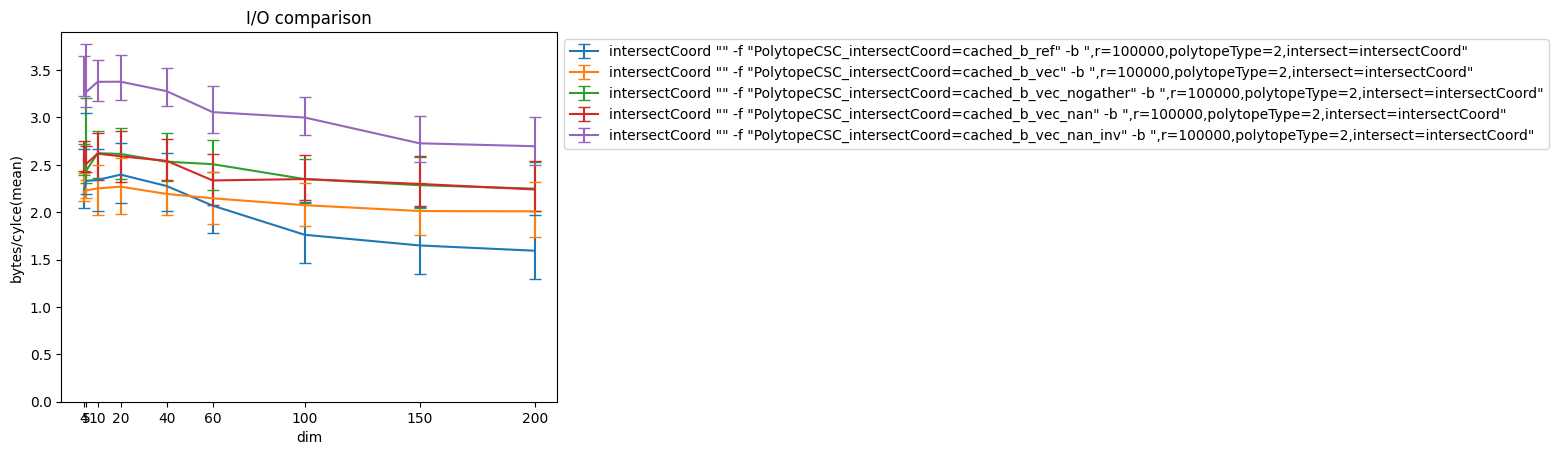 I/O comparison
bytes/cylce(mean)
3.5
3.0
2.5
2.0
1.5
1.0
0.5
0.0
4 5 10 20 40 60 100 150 200
dim
intersectCoord "" -f "PolytopeCSC_intersectCoord=cached_b_ref" -b ",r=100000,polytopeType=2,intersect=intersectCoord"
intersectCoord "" -f "PolytopeCSC_intersectCoord=cached_b_vec" -b ",r=100000,polytopeType=2,intersect=intersectCoord"
intersectCoord "" -f "PolytopeCSC_intersectCoord=cached_b_vec_nogather" -b ",r=100000,polytopeType=2,intersect=intersectCoord"
intersectCoord "" -f "PolytopeCSC_intersectCoord=cached_b_vec_nan" -b ",r=100000,polytopeType=2,intersect=intersectCoord"
intersectCoord "" -f "PolytopeCSC_intersectCoord=cached_b_vec_nan_inv" -b ",r=100000,polytopeType=2,intersect=intersectCoord"